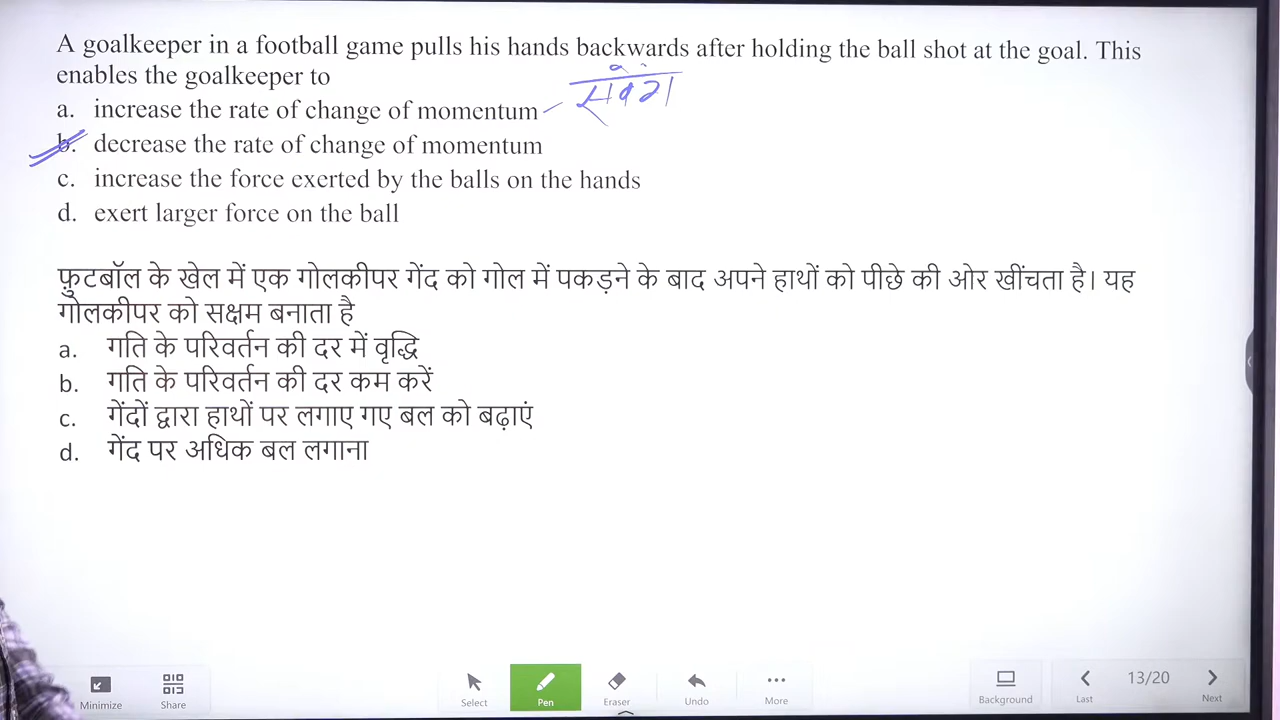 A goalkeeper in a football game pulls his hands backwards after holding the ball shot at the goal. This
enables the goalkeeper to
a. increase the rate of change of momentum
संवेग
b. decrease the rate of change of momentum
c. increase the force exerted by the balls on the hands
d. exert larger force on the ball
फ़ुटबॉल के खेल में एक गोलकीपर गेंद को गोल में पकड़ने के बाद अपने हाथों को पीछे की ओर खींचता है। यह
गोलकीपर को सक्षम बनाता है
a. गति के परिवर्तन की दर में वृद्धि
b. गति के परिवर्तन की दर कम करें
c. गेंदों द्वारा हाथों पर लगाए गए बल को बढ़ाएं
d. गेंद पर अधिक बल लगाना
Minimize Share Select Pen Eraser Undo More Background Last 13/20 Next